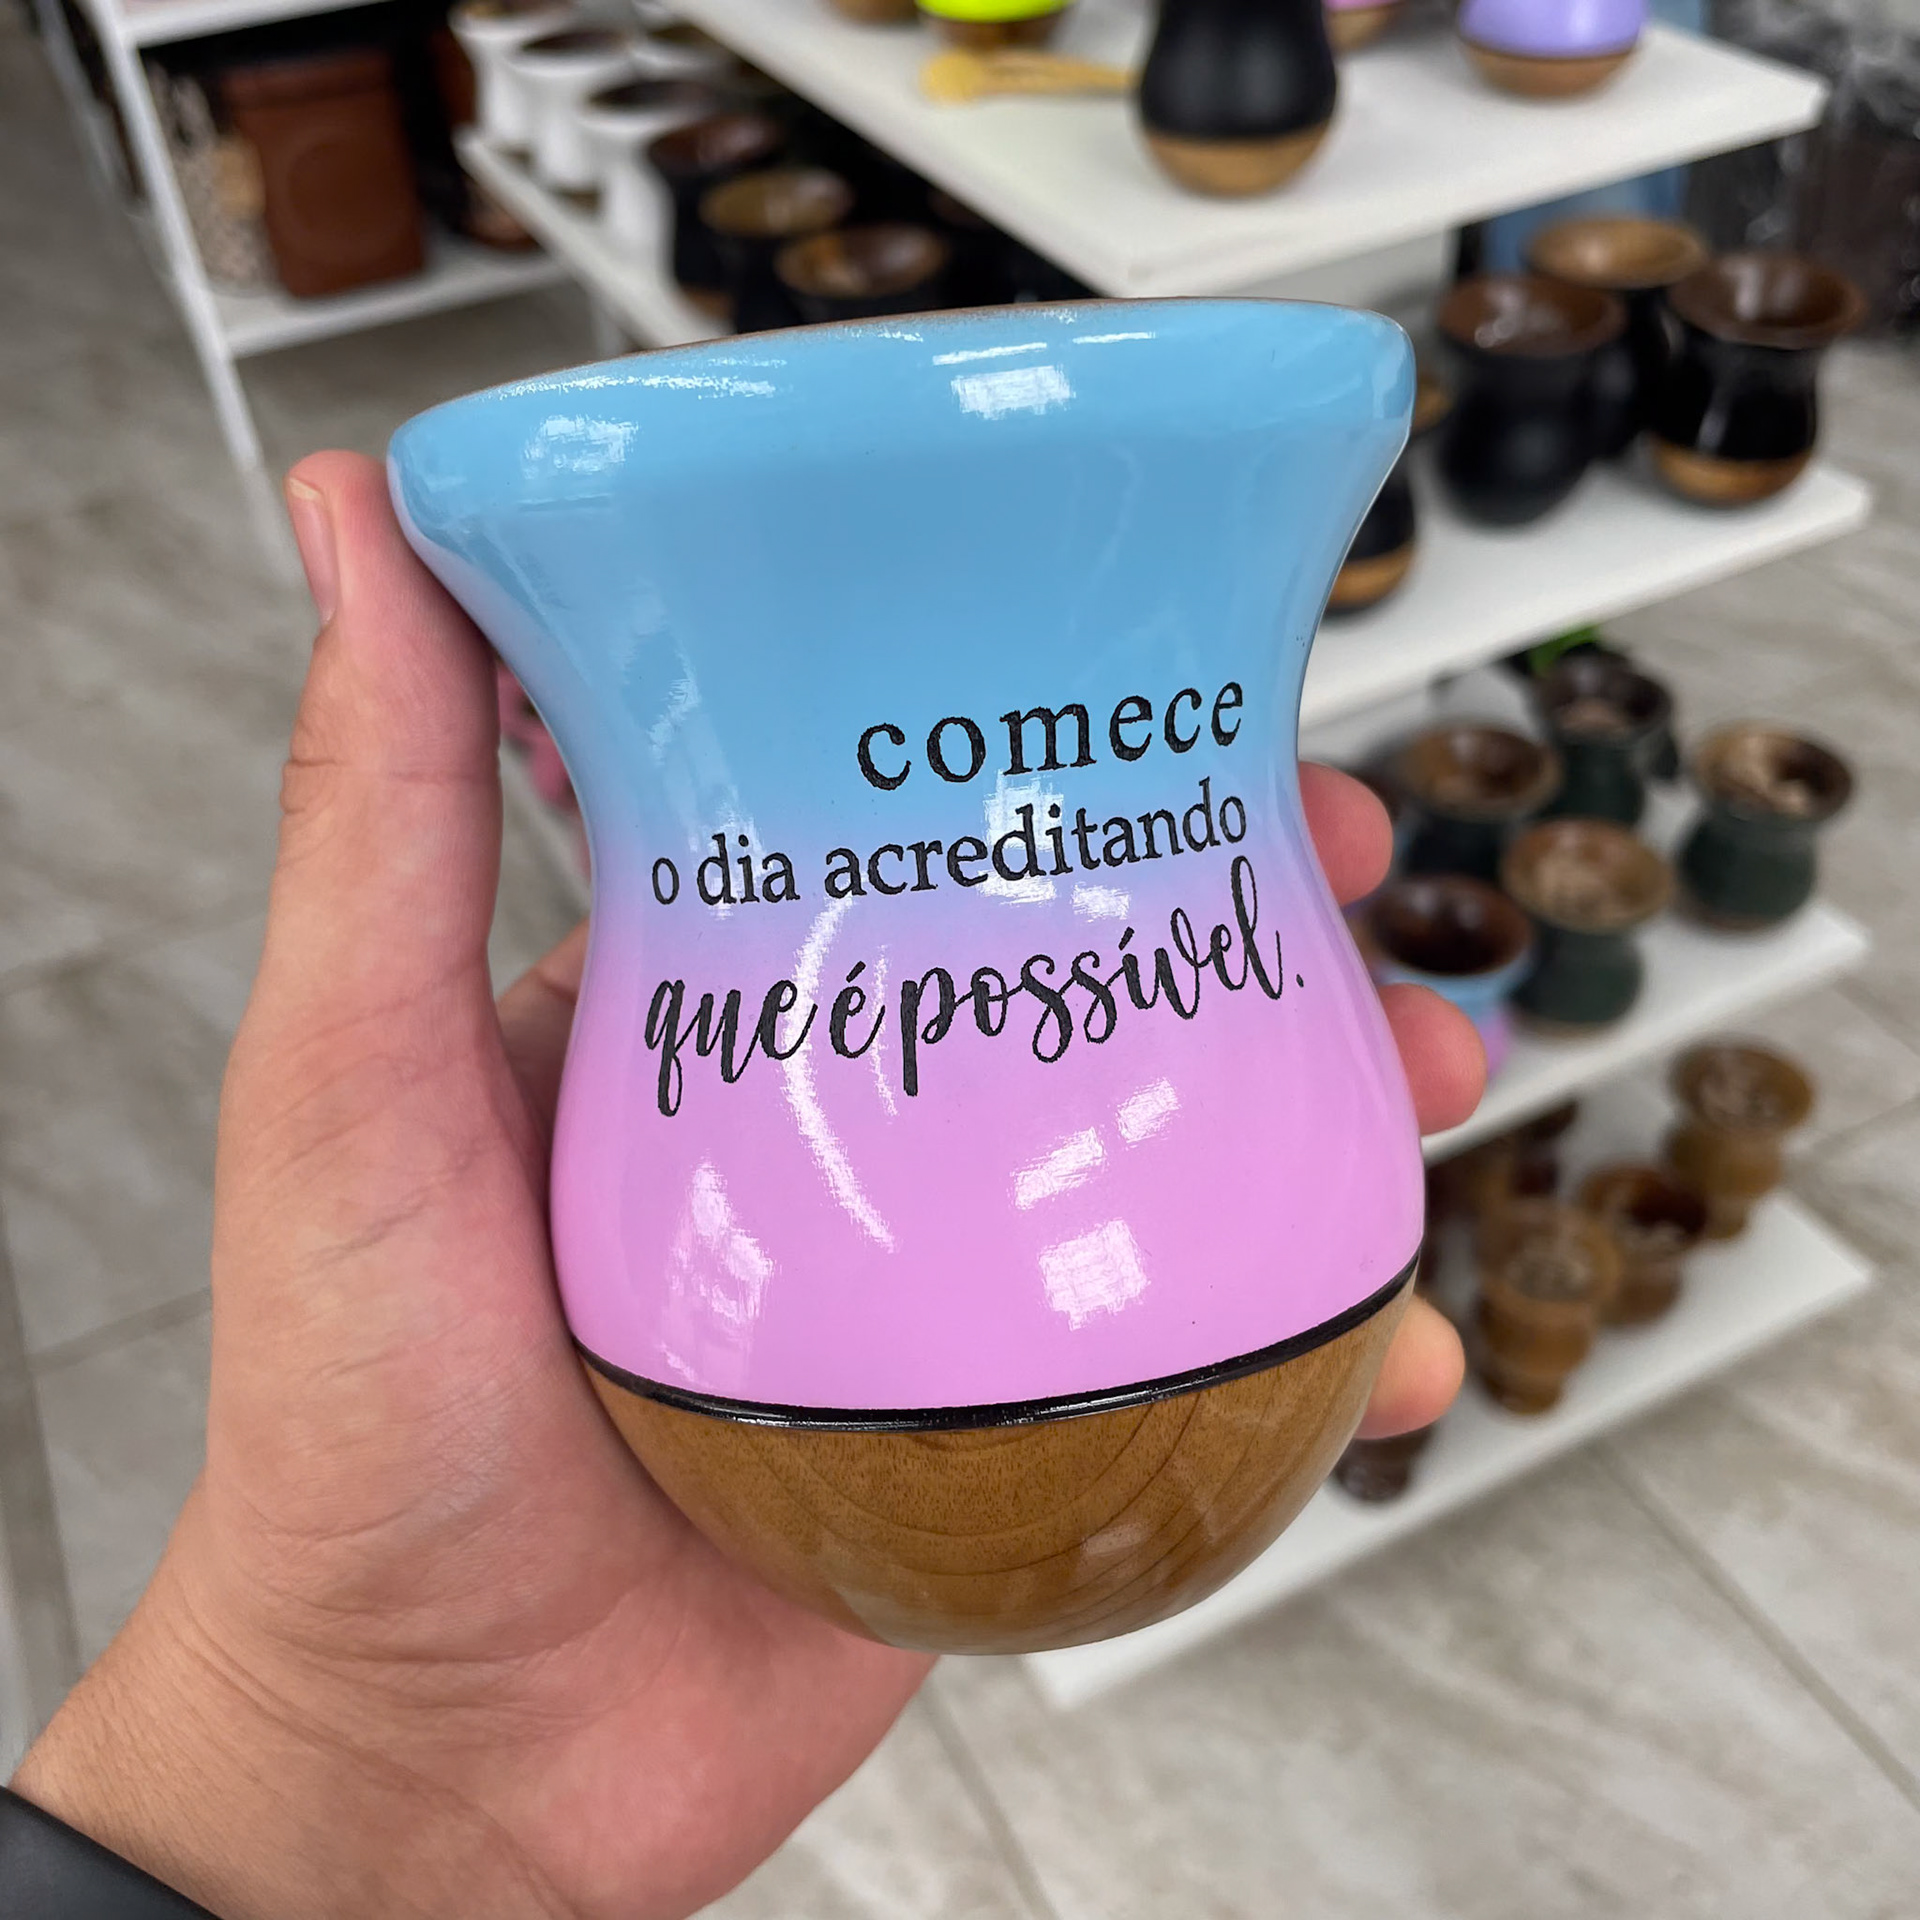 comece
o dia acreditando
que é possível.